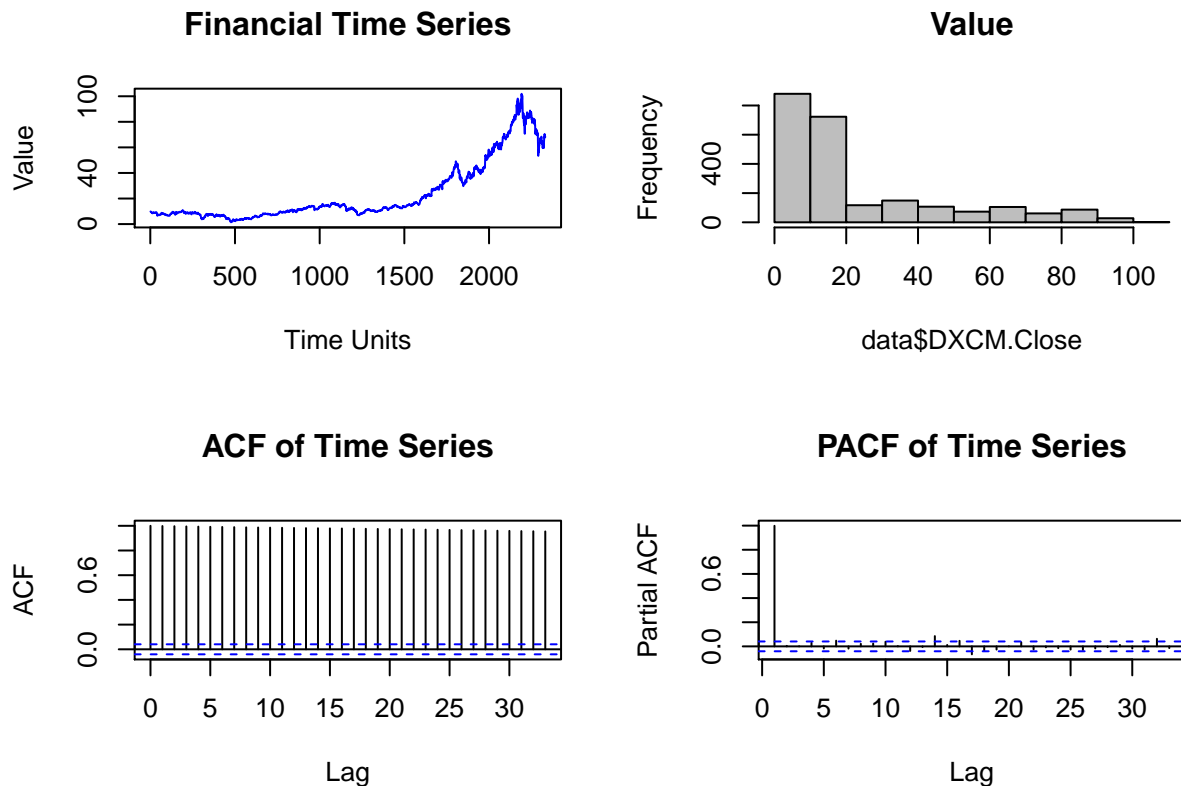 Financial Time Series
Value
100
40
0
0 500 1000 1500 2000
Time Units
Value
Frequency
400
0
0 20 40 60 80 100
data$DXCM.Close
ACF of Time Series
ACF
0.6
0.0
0 5 10 15 20 25 30
Lag
PACF of Time Series
Partial ACF
0.6
0.0
0 5 10 15 20 25 30
Lag